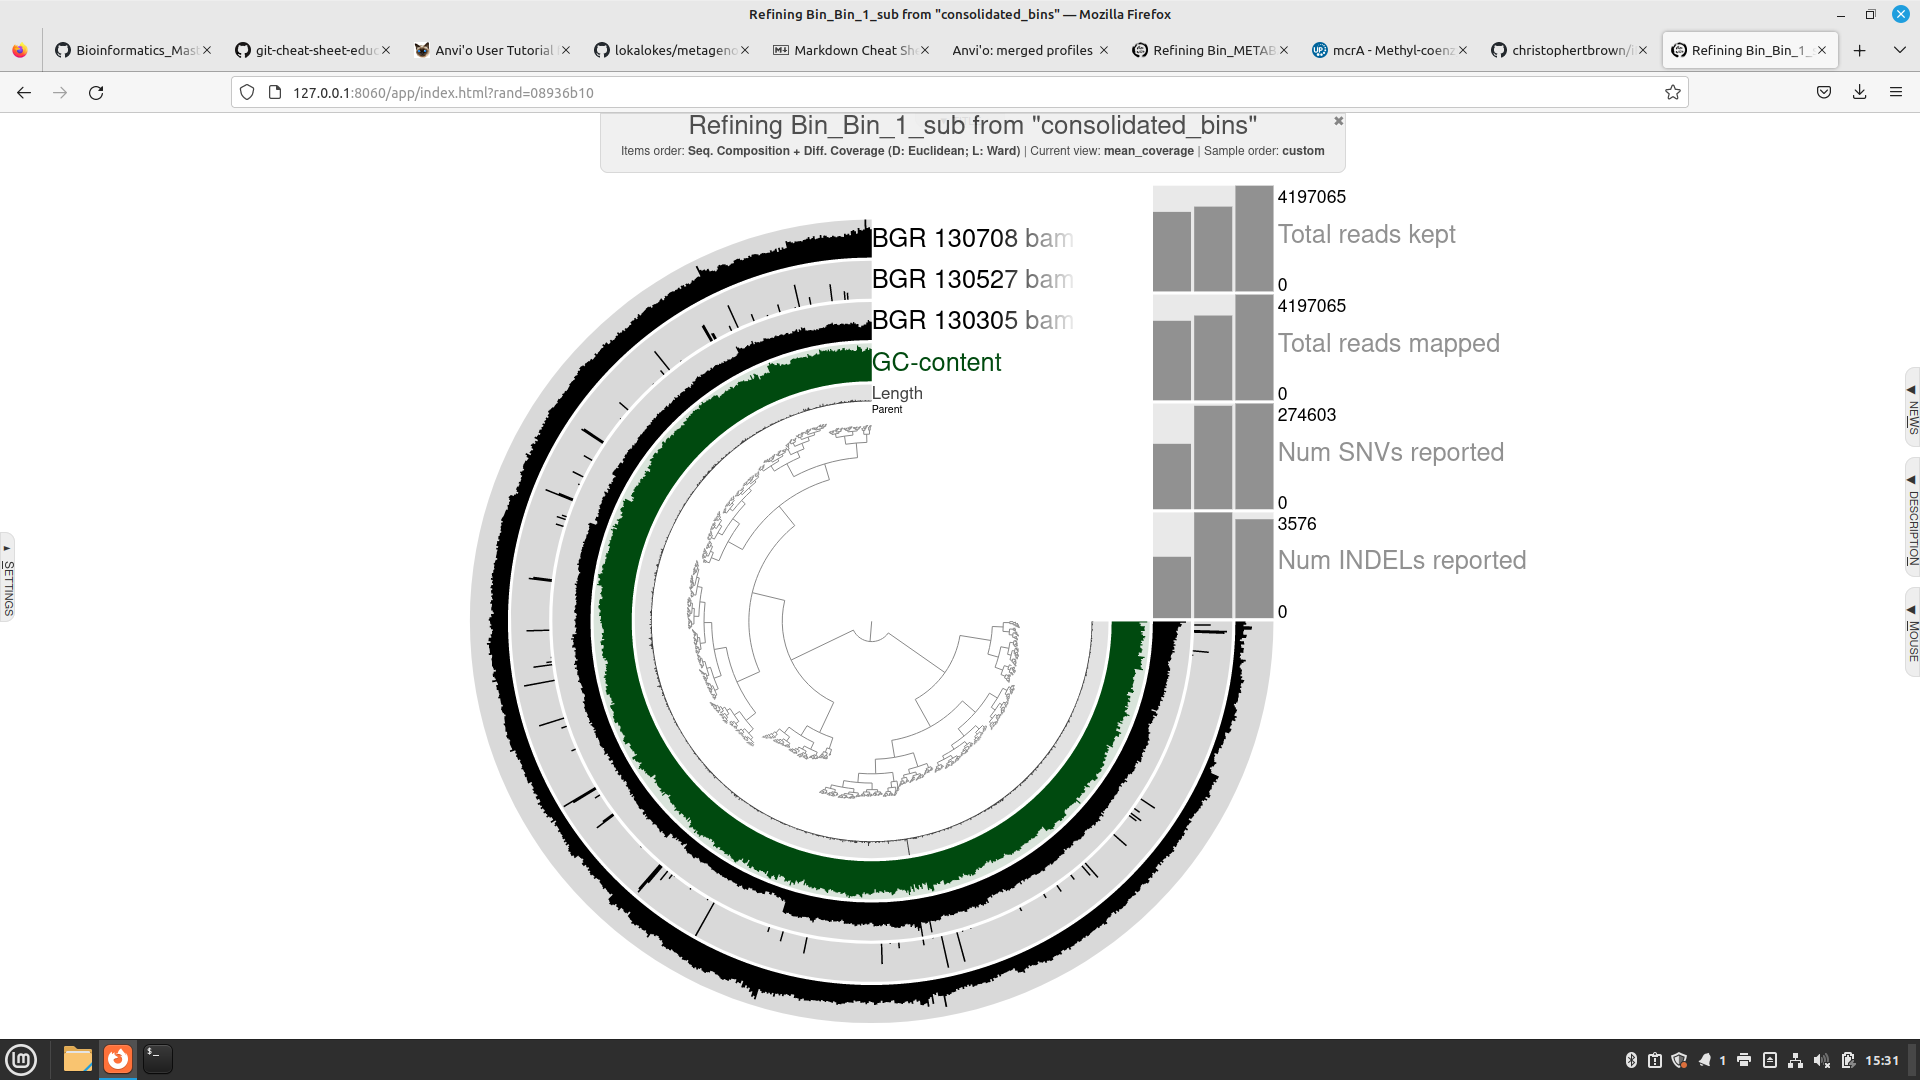 Refining Bin_Bin_1_sub from "consolidated_bins" — Mozilla Firefox
Bioinformatics_Mast
git-cheat-sheet-educ
Anvi'o User Tutorial
lokalokes/metageno
Markdown Cheat Sh
Anvi'o: merged profiles
Refining Bin_METAB
mcrA - Methyl-coenz
christophertbrown/i
Refining Bin_Bin_1_
127.0.0.1:8060/app/index.html?rand=08936b10
Refining Bin_Bin_1_sub from "consolidated_bins"
Items order: Seq. Composition + Diff. Coverage (D: Euclidean; L: Ward) | Current view: mean_coverage | Sample order: custom
BGR 130708 bam
BGR 130527 bam
BGR 130305 bam
GC-content
Length
Parent
4197065
Total reads kept
0
4197065
Total reads mapped
0
274603
Num SNVs reported
0
3576
Num INDELs reported
0
SETTINGS
NEWS
DESCRIPTION
MOUSE
1
15:31